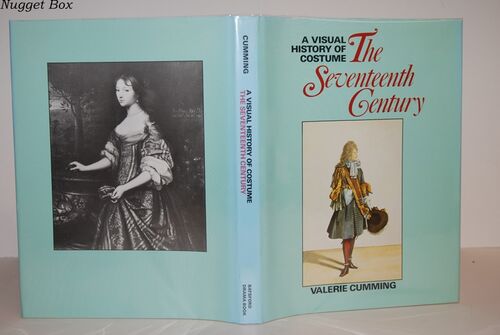 Nugget Box
CUMMING
A VISUAL HISTORY OF COSTUME
THE SEVENTEENTH CENTURY
BATSFORD
DRAMA BOOK
A VISUAL
HISTORY OF
COSTUME
The
Seventeenth
Century
VALERIE CUMMING